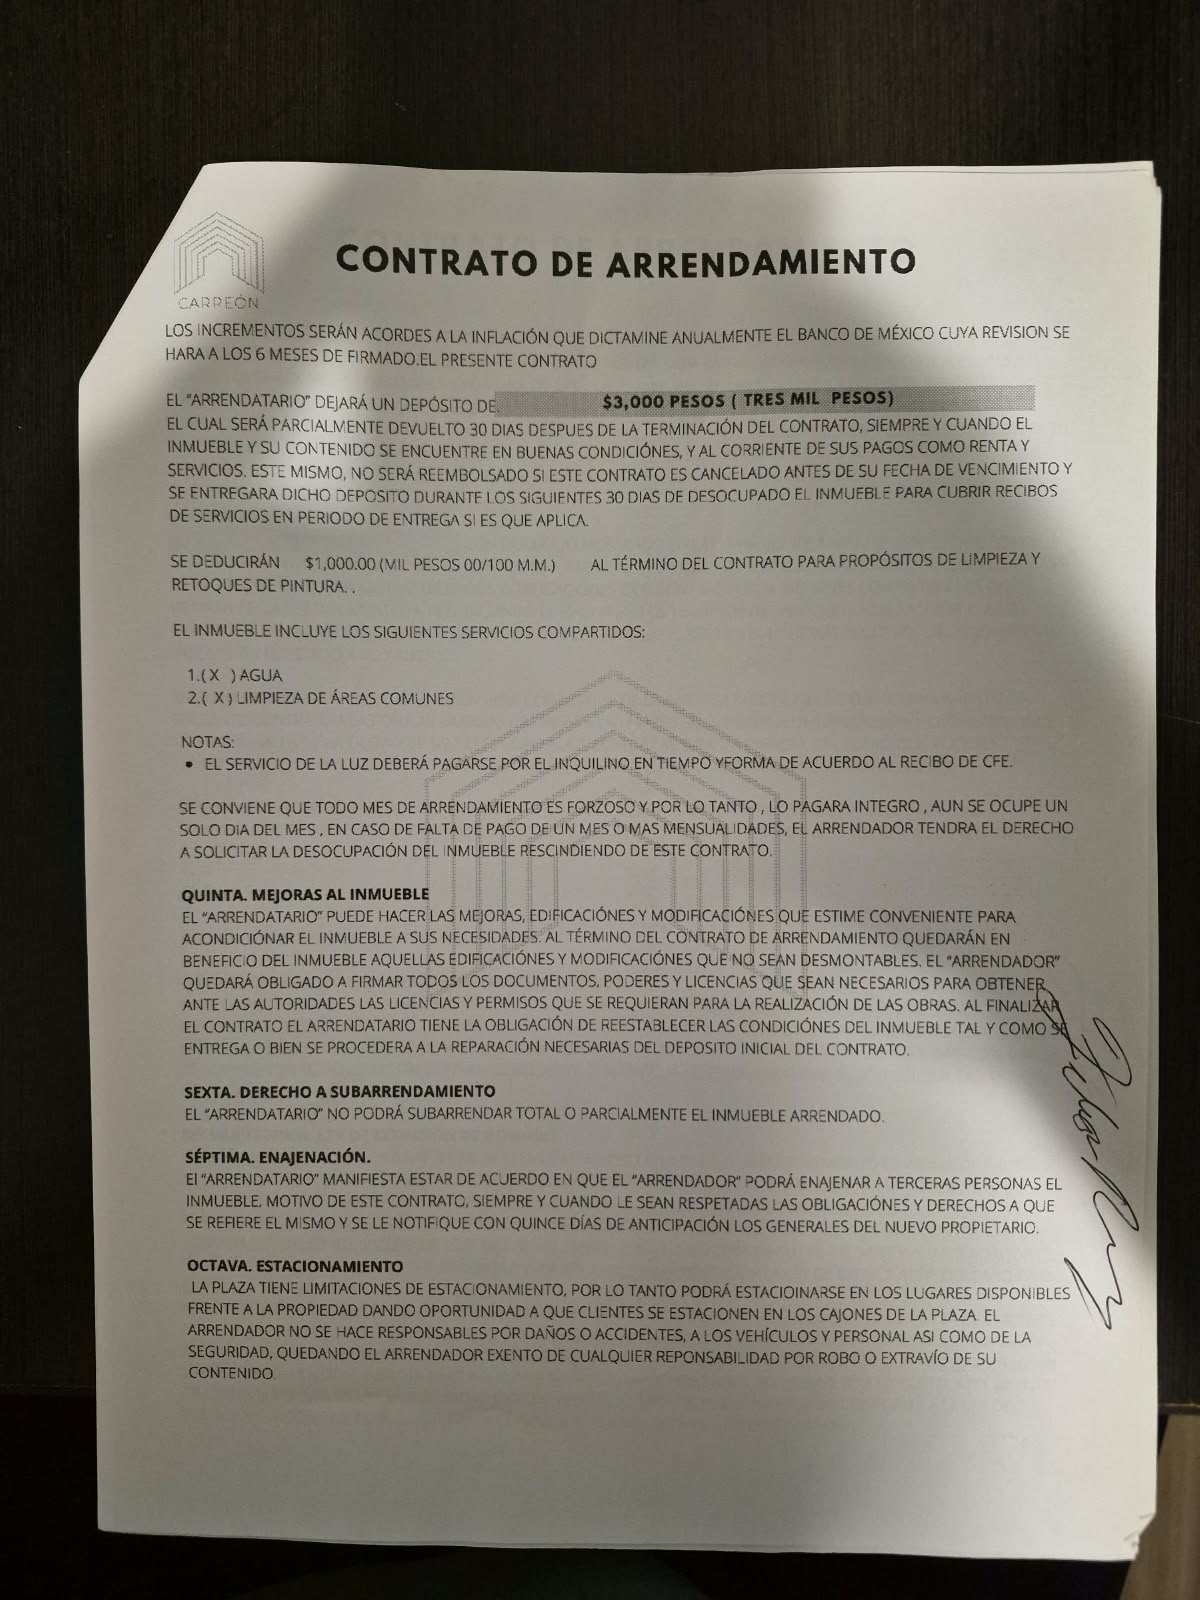 CARREÓN
CONTRATO DE ARRENDAMIENTO
LOS INCREMENTOS SERÁN ACORDES A LA INFLACIÓN QUE DICTAMINE ANUALMENTE EL BANCO DE MÉXICO CUYA REVISION SE
HARA A LOS 6 MESES DE FIRMADO.EL PRESENTE CONTRATO
EL "ARRENDATARIO" DEJARÁ UN DEPÓSITO DE. $3,000 PESOS ( TRES MIL PESOS)
EL CUAL SERÁ PARCIALMENTE DEVUELTO 30 DIAS DESPUES DE LA TERMINACIÓN DEL CONTRATO, SIEMPRE Y CUANDO EL
INMUEBLE Y SU CONTENIDO SE ENCUENTRE EN BUENAS CONDICIÓNES, Y AL CORRIENTE DE SUS PAGOS COMO RENTA Y
SERVICIOS. ESTE MISMO, NO SERÁ REEMBOLSADO SI ESTE CONTRATO ES CANCELADO ANTES DE SU FECHA DE VENCIMIENTO Y
SE ENTREGARA DICHO DEPOSITO DURANTE LOS SIGUIENTES 30 DIAS DE DESOCUPADO EL INMUEBLE PARA CUBRIR RECIBOS
DE SERVICIOS EN PERIODO DE ENTREGA SI ES QUE APLICA.
SE DEDUCIRÁN $1,000.00 (MIL PESOS 00/100 M.M.) AL TÉRMINO DEL CONTRATO PARA PROPÓSITOS DE LIMPIEZA Y
RETOQUES DE PINTURA. .
EL INMUEBLE INCLUYE LOS SIGUIENTES SERVICIOS COMPARTIDOS:
1.( X ) AGUA
2.( X ) LIMPIEZA DE ÁREAS COMUNES
NOTAS:
• EL SERVICIO DE LA LUZ DEBERÁ PAGARSE POR EL INQUILINO EN TIEMPO YFORMA DE ACUERDO AL RECIBO DE CFE.
SE CONVIENE QUE TODO MES DE ARRENDAMIENTO ES FORZOSO Y POR LO TANTO , LO PAGARA INTEGRO , AUN SE OCUPE UN
SOLO DIA DEL MES , EN CASO DE FALTA DE PAGO DE UN MES O MAS MENSUALIDADES, EL ARRENDADOR TENDRA EL DERECHO
A SOLICITAR LA DESOCUPACIÓN DEL INMUEBLE RESCINDIENDO DE ESTE CONTRATO.
QUINTA. MEJORAS AL INMUEBLE
EL "ARRENDATARIO" PUEDE HACER LAS MEJORAS, EDIFICACIÓNES Y MODIFICACIÓNES QUE ESTIME CONVENIENTE PARA
ACONDICIÓNAR EL INMUEBLE A SUS NECESIDADES. AL TÉRMINO DEL CONTRATO DE ARRENDAMIENTO QUEDARÁN EN
BENEFICIO DEL INMUEBLE AQUELLAS EDIFICACIÓNES Y MODIFICACIÓNES QUE NO SEAN DESMONTABLES. EL "ARRENDADOR"
QUEDARÁ OBLIGADO A FIRMAR TODOS LOS DOCUMENTOS, PODERES Y LICENCIAS QUE SEAN NECESARIOS PARA OBTENER
ANTE LAS AUTORIDADES LAS LICENCIAS Y PERMISOS QUE SE REQUIERAN PARA LA REALIZACIÓN DE LAS OBRAS. AL FINALIZAR
EL CONTRATO EL ARRENDATARIO TIENE LA OBLIGACIÓN DE REESTABLECER LAS CONDICIÓNES DEL INMUEBLE TAL Y COMO SE
ENTREGA O BIEN SE PROCEDERA A LA REPARACIÓN NECESARIAS DEL DEPOSITO INICIAL DEL CONTRATO.
SEXTA. DERECHO A SUBARRENDAMIENTO
EL "ARRENDATARIO" NO PODRÁ SUBARRENDAR TOTAL O PARCIALMENTE EL INMUEBLE ARRENDADO.
SÉPTIMA. ENAJENACIÓN.
El "ARRENDATARIO" MANIFIESTA ESTAR DE ACUERDO EN QUE EL "ARRENDADOR" PODRÁ ENAJENAR A TERCERAS PERSONAS EL
INMUEBLE, MOTIVO DE ESTE CONTRATO, SIEMPRE Y CUANDO LE SEAN RESPETADAS LAS OBLIGACIÓNES Y DERECHOS A QUE
SE REFIERE EL MISMO Y SE LE NOTIFIQUE CON QUINCE DÍAS DE ANTICIPACIÓN LOS GENERALES DEL NUEVO PROPIETARIO.
OCTAVA. ESTACIONAMIENTO
LA PLAZA TIENE LIMITACIONES DE ESTACIONAMIENTO, POR LO TANTO PODRÁ ESTACIOINARSE EN LOS LUGARES DISPONIBLES
FRENTE A LA PROPIEDAD DANDO OPORTUNIDAD A QUE CLIENTES SE ESTACIONEN EN LOS CAJONES DE LA PLAZA. EL
ARRENDADOR NO SE HACE RESPONSABLES POR DAÑOS O ACCIDENTES, A LOS VEHÍCULOS Y PERSONAL ASI COMO DE LA
SEGURIDAD, QUEDANDO EL ARRENDADOR EXENTO DE CUALQUIER REPONSABILIDAD POR ROBO O EXTRAVÍO DE SU
CONTENIDO.